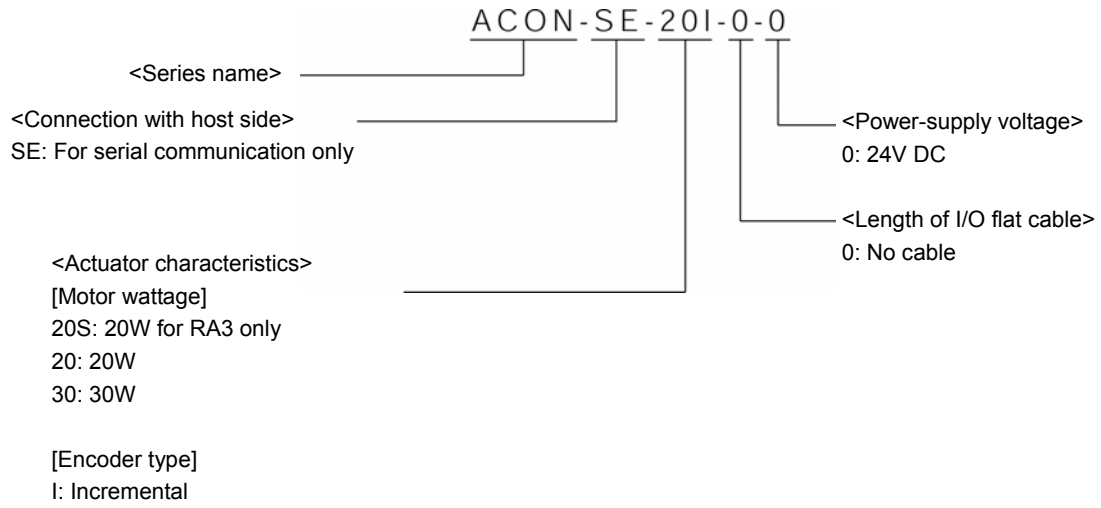 ACON-SE-20I-0-0
<Series name>
<Connection with host side>
SE: For serial communication only
<Power-supply voltage>
0: 24V DC
<Length of I/O flat cable>
0: No cable
<Actuator characteristics>
[Motor wattage]
20S: 20W for RA3 only
20: 20W
30: 30W
[Encoder type]
I: Incremental